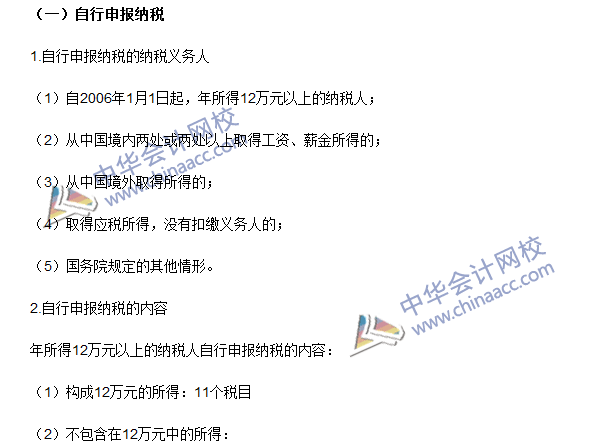 （一）自行申报纳税
1.自行申报纳税的纳税义务人
（1）自2006年1月1日起，年所得12万元以上的纳税人；
（2）从中国境内两处或两处以上取得工资、薪金所得的；
（3）从中国境外取得所得的；
（4）取得应税所得，没有扣缴义务人的；
（5）国务院规定的其他情形。
2.自行申报纳税的内容
年所得12万元以上的纳税人自行申报纳税的内容：
（1）构成12万元的所得：11个税目
（2）不包含在12万元中的所得：
中华会计网校
www.chinaacc.com
中华会计网校
www.chinaacc.com